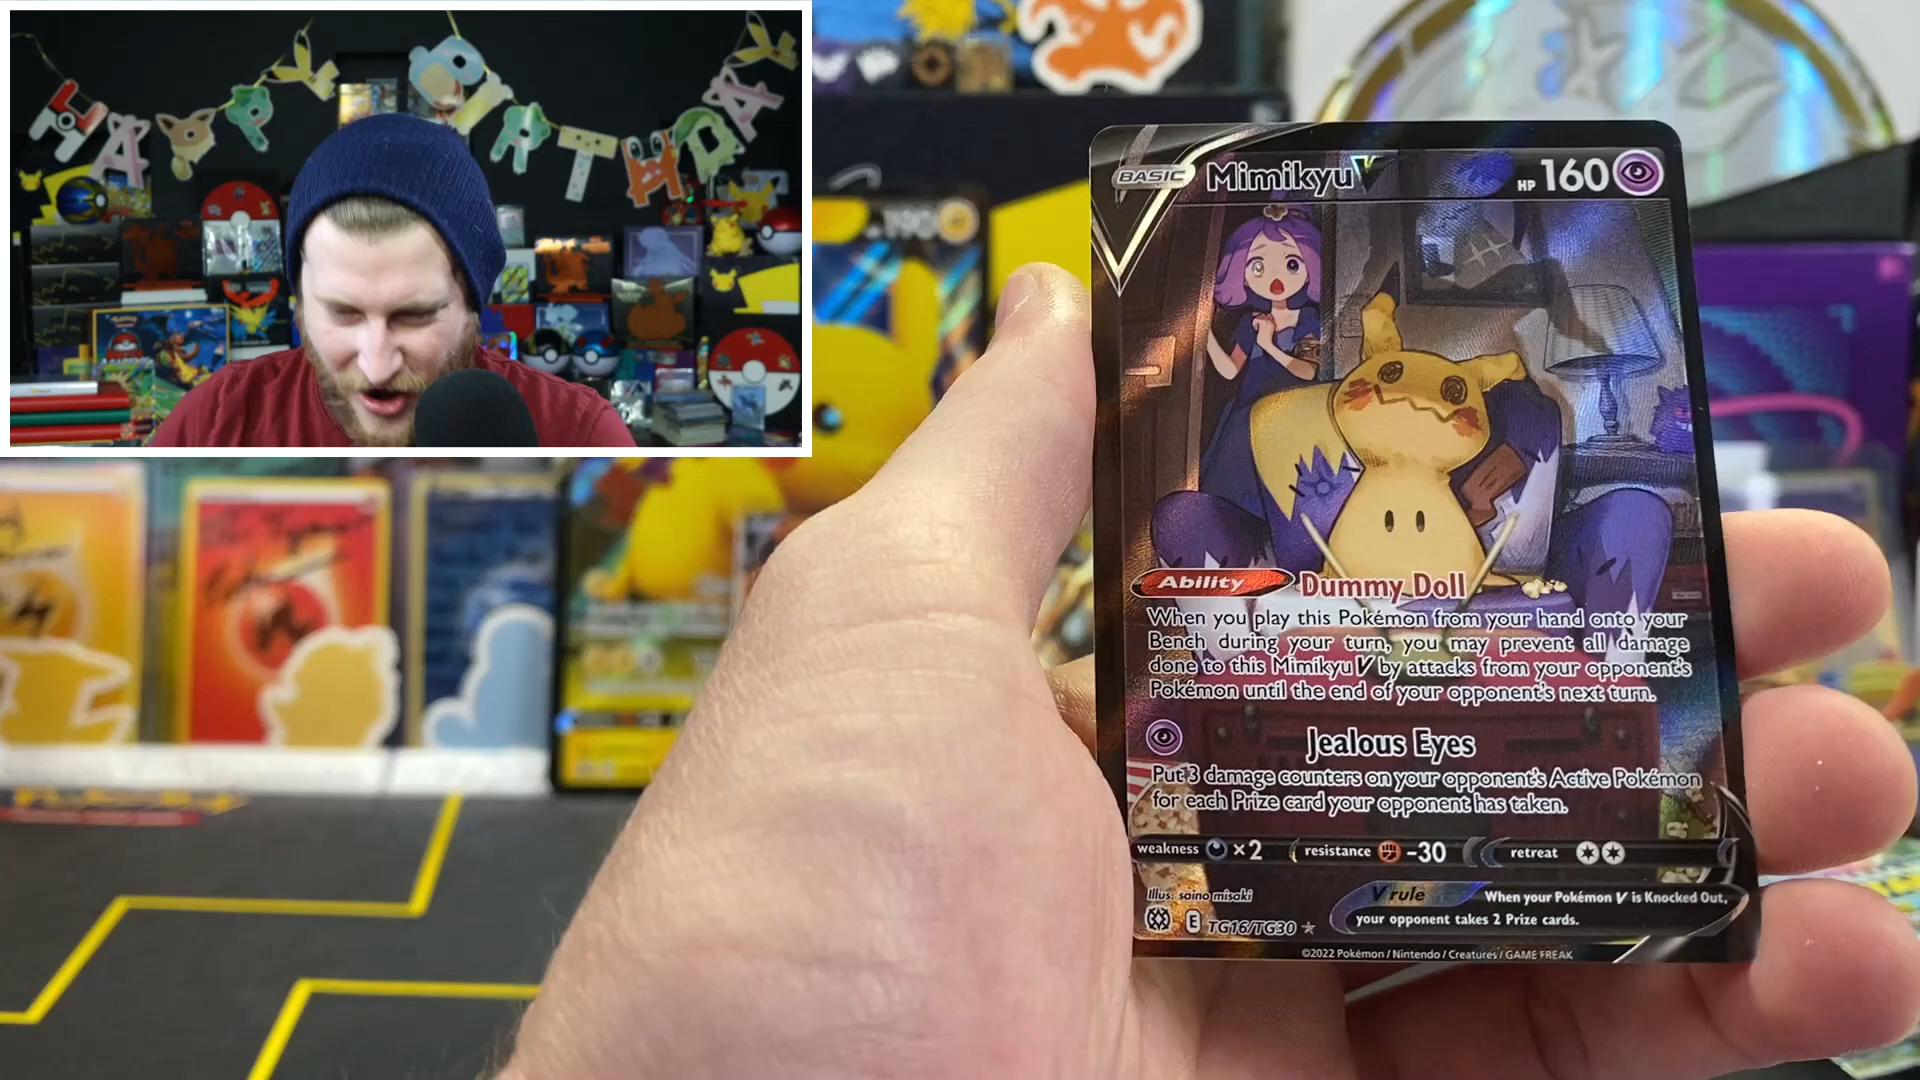 HA P Y
BIRTHDA
190
BASIC Mimikyu V HP 160
Ability Dummy Doll
When you play this Pokémon from your hand onto your
Bench during your turn, you may prevent all damage
done to this Mimikyu V by attacks from your opponent's
Pokémon until the end of your opponent's next turn.
Jealous Eyes
Put 3 damage counters on your opponent's Active Pokémon
for each Prize card your opponent has taken.
weakness ×2 resistance -30 retreat
Illus. saino misaki
V rule When your Pokémon V is Knocked Out,
your opponent takes 2 Prize cards.
E TG16/TG30
©2022 Pokémon / Nintendo / Creatures / GAME FREAK